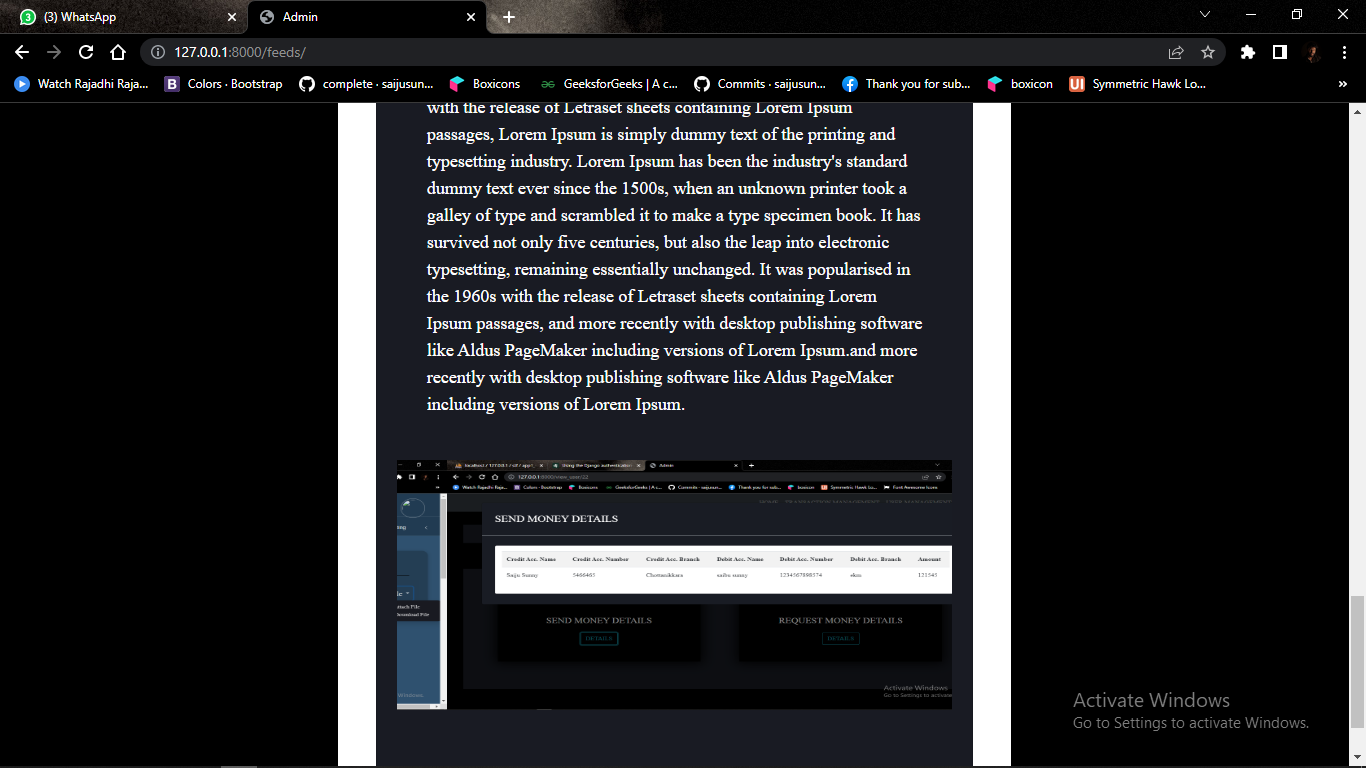 (3) WhatsApp
Admin
127.0.0.1:8000/feeds/
Watch Rajadhi Raja...
Colors · Bootstrap
complete · saijusun...
Boxicons
GeeksforGeeks | A c...
Commits · saijusun...
Thank you for sub...
boxicon
Symmetric Hawk Lo...
»
with the release of Letraset sheets containing Lorem Ipsum
passages, Lorem Ipsum is simply dummy text of the printing and
typesetting industry. Lorem Ipsum has been the industry's standard
dummy text ever since the 1500s, when an unknown printer took a
galley of type and scrambled it to make a type specimen book. It has
survived not only five centuries, but also the leap into electronic
typesetting, remaining essentially unchanged. It was popularised in
the 1960s with the release of Letraset sheets containing Lorem
Ipsum passages, and more recently with desktop publishing software
like Aldus PageMaker including versions of Lorem Ipsum.and more
recently with desktop publishing software like Aldus PageMaker
including versions of Lorem Ipsum.
Using the Django authentication
Admin
127.0.0.1:8000/view_user/22
Watch Rajadhi Rajo...
Colors · Bootstrap
Boxicons
GeeksforGeeks | A c...
Commits · saijusun...
Thank you for sub...
boxicon
Symmetric Hawk Lo...
Font Awesome Icons
SEND MONEY DETAILS
Credit Acc. Name Credit Acc. Number Credit Acc. Branch Debit Acc. Name Debit Acc. Number Debit Acc. Branch Amount
Saiju Sunny 5466465 Chottanikkara saibu sunny 1234567898574 ekm 121545
SEND MONEY DETAILS
DETAILS
REQUEST MONEY DETAILS
DETAILS
Activate Windows
Go to Settings to activate
Activate Windows
Go to Settings to activate Windows.